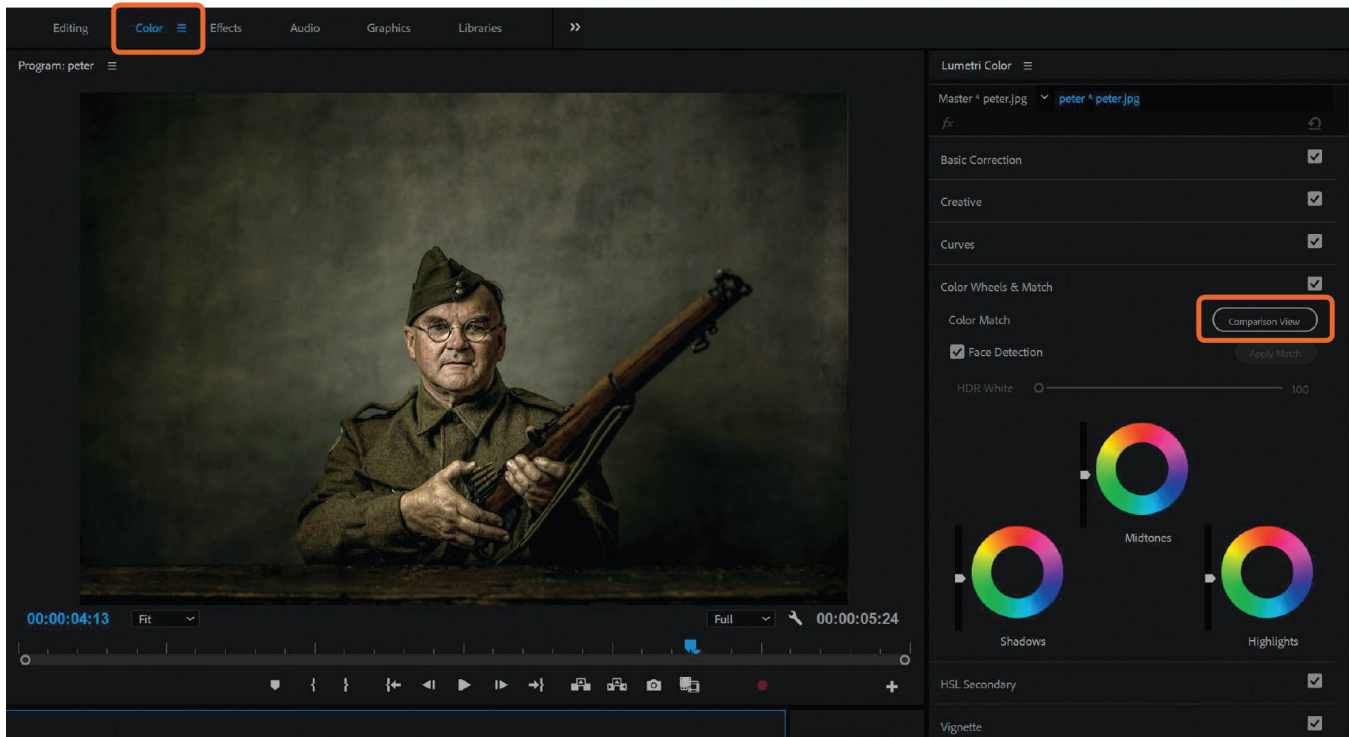 Editing Color Effects Audio Graphics Libraries »
Program: peter
Lumetri Color
Master * peter.jpg peter * peter.jpg
fx
Basic Correction
Creative
Curves
Color Wheels & Match
Color Match Comparison View
Face Detection Apply Match
HDR White 100
Midtones
Shadows Highlights
HSL Secondary
Vignette
00:00:04:13 Fit Full 00:00:05:24